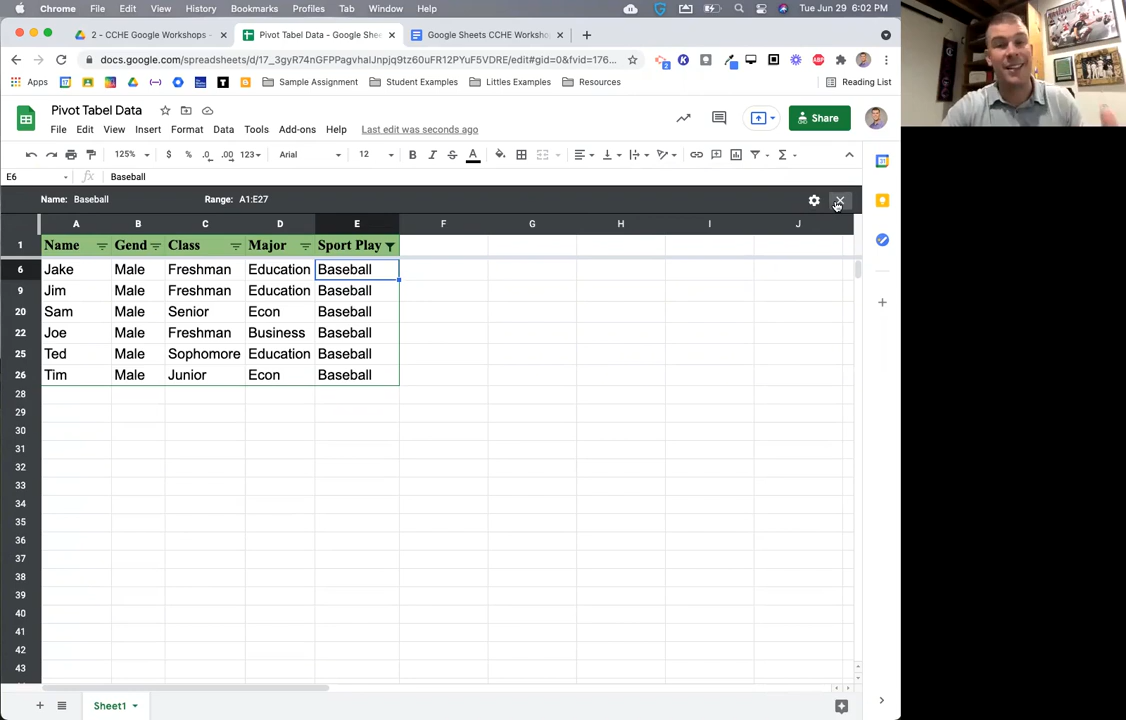 Chrome File Edit View History Bookmarks Profiles Tab Window Help Tue Jun 29 6:02 PM
2 - CCHE Google Workshops - Pivot Tabel Data - Google She Google Sheets CCHE Worksho
docs.google.com/spreadsheets/d/17_3gyR74nGFPPagvhaIJnpjq9tz60uFR12PYuF5VDRE/edit#gid=0&fvid=176...
Apps Sample Assignment Student Examples Littles Examples Resources Reading List
Pivot Tabel Data
File Edit View Insert Format Data Tools Add-ons Help Last edit was seconds ago
Share
125% $ % .0 .00 123 Arial 12 B I S A
E6 fx Baseball
Name: Baseball Range: A1:E27
A B C D E F G H I J
1 Name Gend Class Major Sport Play
6 Jake Male Freshman Education Baseball
9 Jim Male Freshman Education Baseball
20 Sam Male Senior Econ Baseball
22 Joe Male Freshman Business Baseball
25 Ted Male Sophomore Education Baseball
26 Tim Male Junior Econ Baseball
28
29
30
31
32
33
34
35
36
37
38
39
40
41
42
43
Sheet1